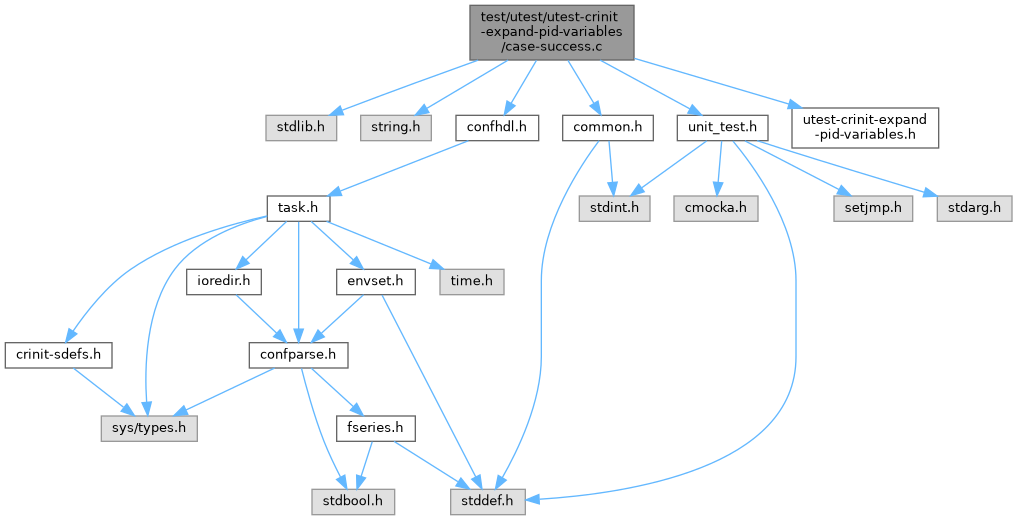 test/utest/utest-crinit
-expand-pid-variables
/case-success.c
stdlib.h
string.h
confhdl.h
common.h
unit_test.h
utest-crinit-expand
-pid-variables.h
task.h
stdint.h
cmocka.h
setjmp.h
stdarg.h
ioredir.h
envset.h
time.h
crinit-sdefs.h
confparse.h
sys/types.h
fseries.h
stdbool.h
stddef.h